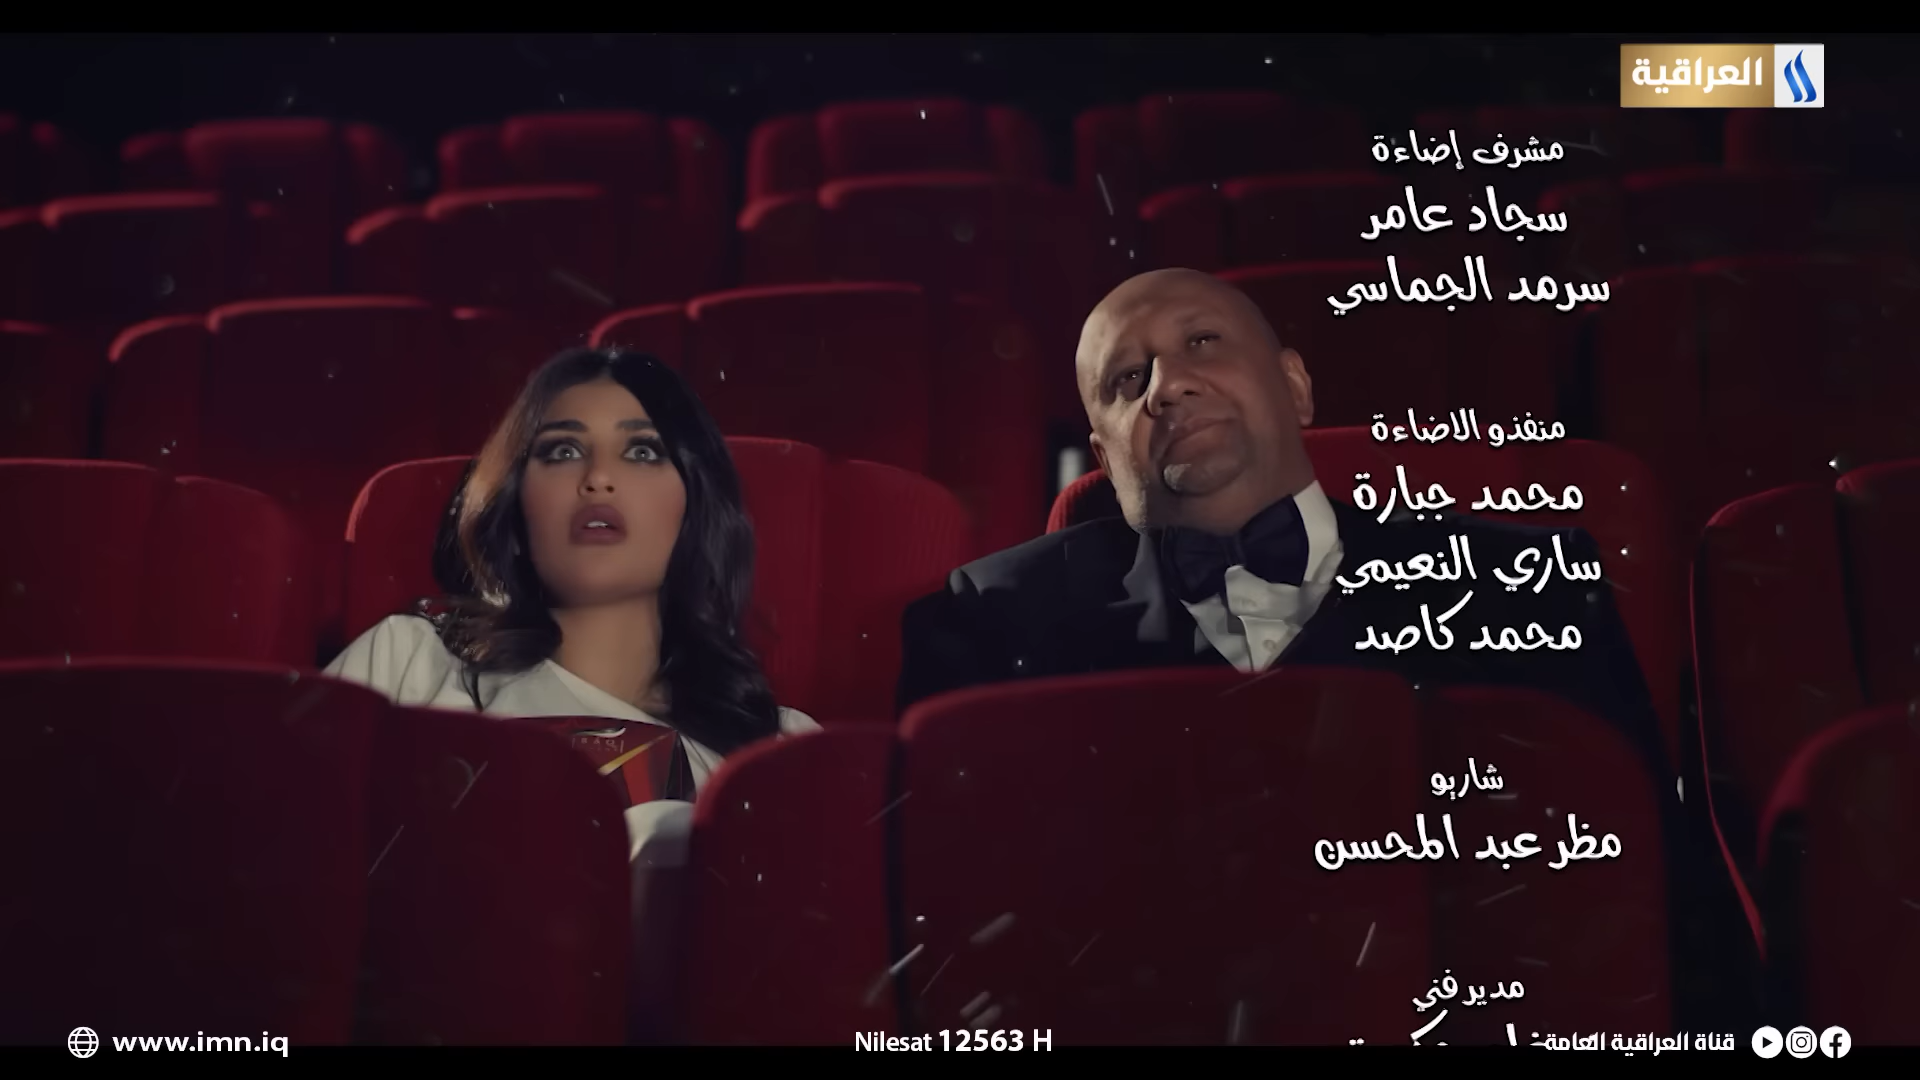 العراقية
مشرف إضاءة
سجاد عامر
سرمد الجماسي
منفذو الاضاءة
محمد جبارة
ساري النعيمي
محمد كاصد
شاريو
مظر عبد المحسن
مدير فني
www.imn.iq
Nilesat 12563 H
قناة العراقية العامة